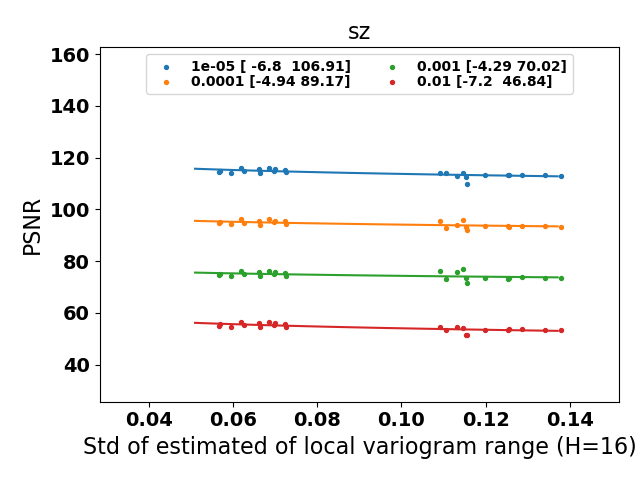 sz
1e-05 [ -6.8  106.91]
0.0001 [-4.94 89.17]
0.001 [-4.29 70.02]
0.01 [-7.2  46.84]
160
140
120
100
80
60
40
PSNR
0.04 0.06 0.08 0.10 0.12 0.14
Std of estimated of local variogram range (H=16)